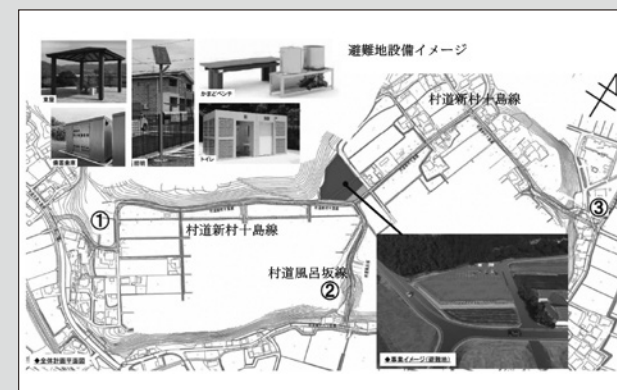 避難地設備イメージ
東屋
照明
かまどベンチ
備蓄倉庫
トイレ
村道新村十島線
①
村道新村十島線
③
村道風呂坂線
②
◆全体計画平面図
◆事業イメージ(避難地)